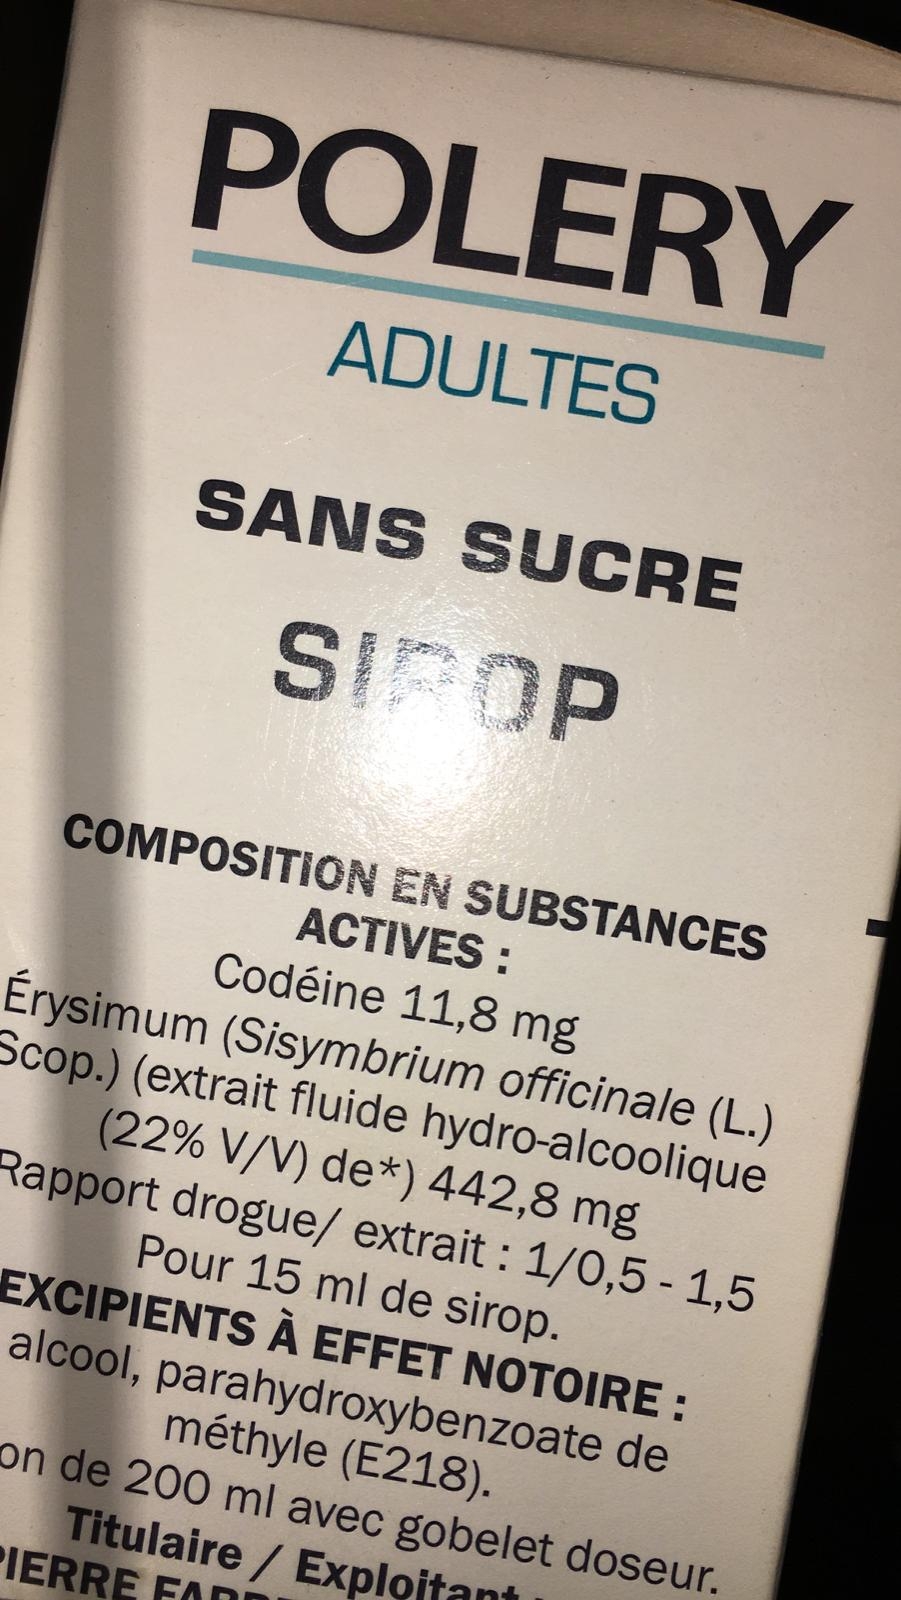 POLERY
ADULTES
SANS SUCRE
SIROP
COMPOSITION EN SUBSTANCES
ACTIVES :
Codéine 11,8 mg
Érysimum (Sisymbrium officinale (L.)
Scop.) (extrait fluide hydro-alcoolique
(22% V/V) de*) 442,8 mg
Rapport drogue/ extrait : 1/0,5 - 1,5
Pour 15 ml de sirop.
EXCIPIENTS À EFFET NOTOIRE :
alcool, parahydroxybenzoate de
méthyle (E218).
de 200 ml avec gobelet doseur.
Titulaire / Exploitant
PIERRE